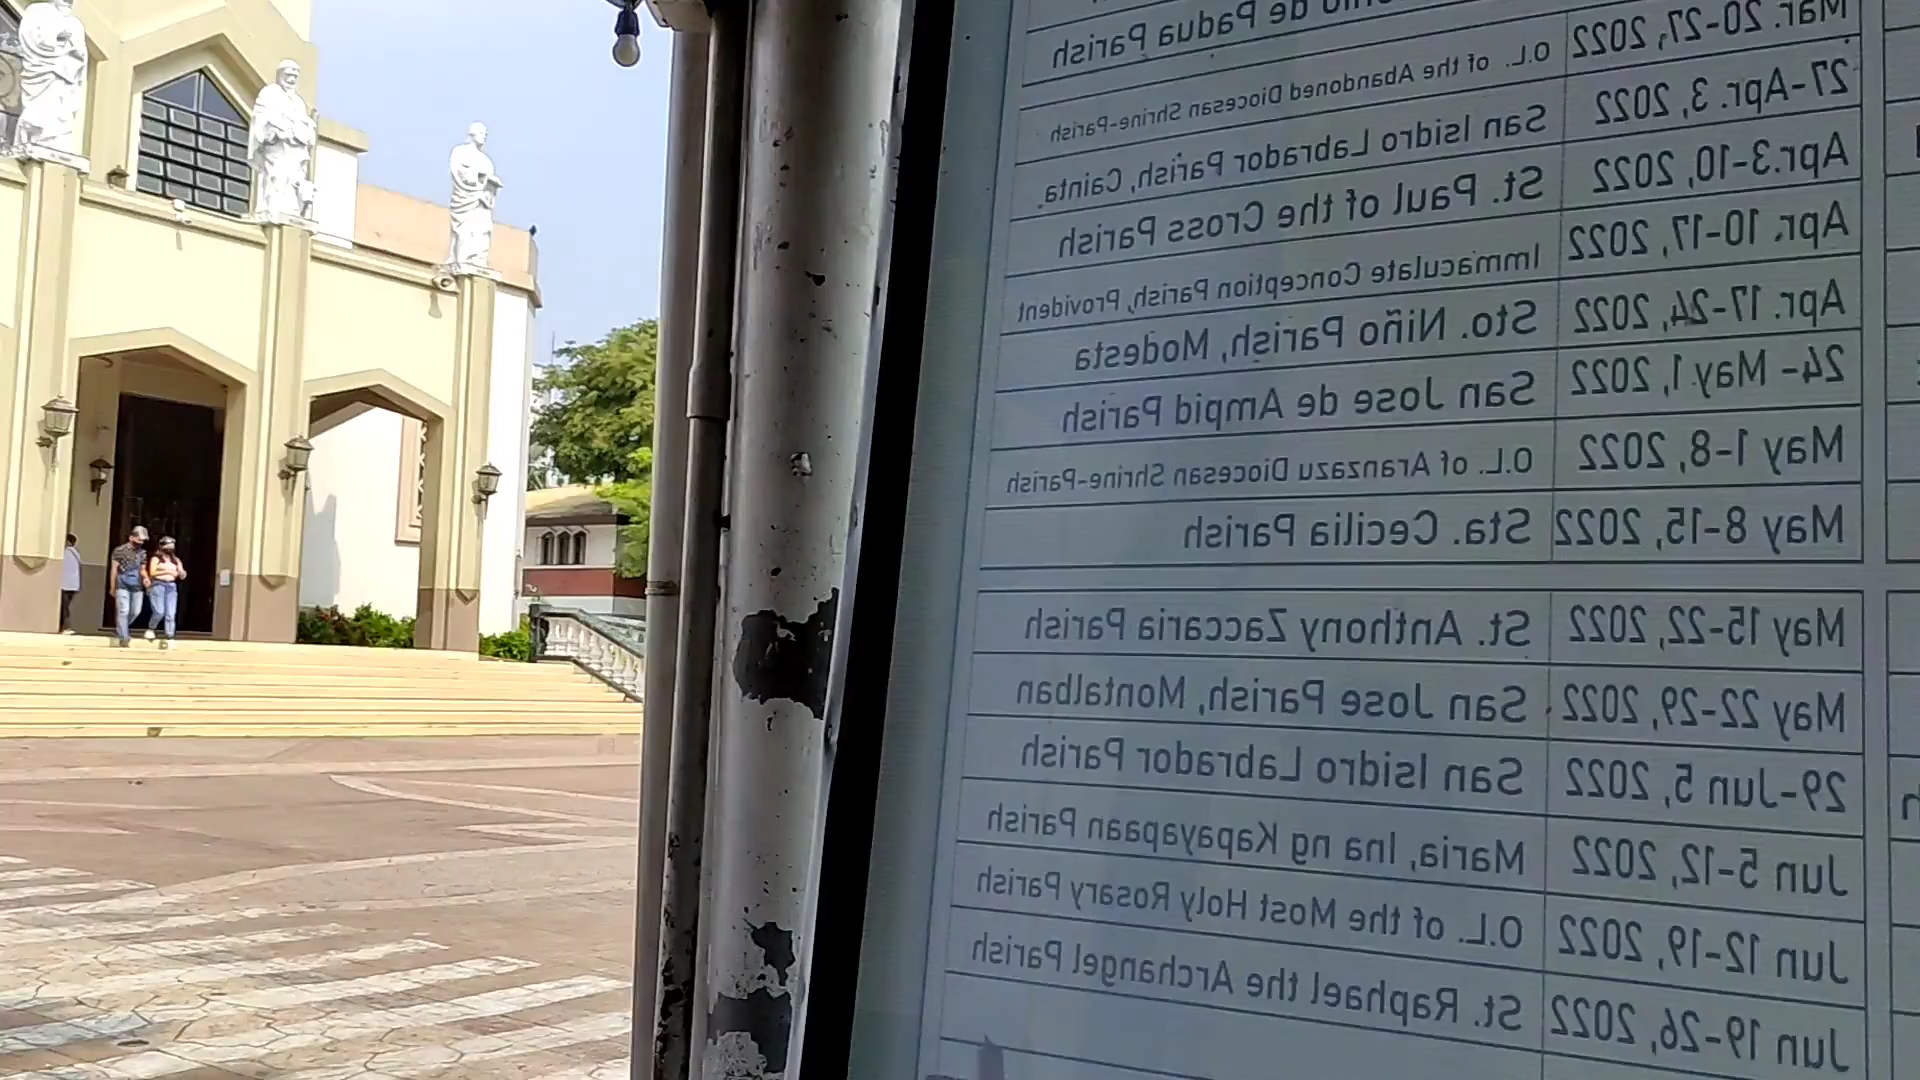 de Padua Parish
Mar. 20-27, 2022 O.L. of the Abandoned Diocesan Shrine-Parish
27-Apr. 3, 2022 San Isidro Labrador Parish, Cainta
Apr.3-10, 2022 St. Paul of the Cross Parish
Apr. 10-17, 2022 Immaculate Conception Parish, Provident
Apr. 17-24, 2022 Sto. Niño Parish, Modesta
24- May 1, 2022 San Jose de Ampid Parish
May 1-8, 2022 O.L. of Aranzazu Diocesan Shrine-Parish
May 8-15, 2022 Sta. Cecilia Parish
May 15-22, 2022 St. Anthony Zaccaria Parish
May 22-29, 2022 San Jose Parish, Montalban
29-Jun 5, 2022 San Isidro Labrador Parish
Jun 5-12, 2022 Maria, Ina ng Kapayapaan Parish
Jun 12-19, 2022 O.L. of the Most Holy Rosary Parish
Jun 19-26, 2022 St. Raphael the Archangel Parish